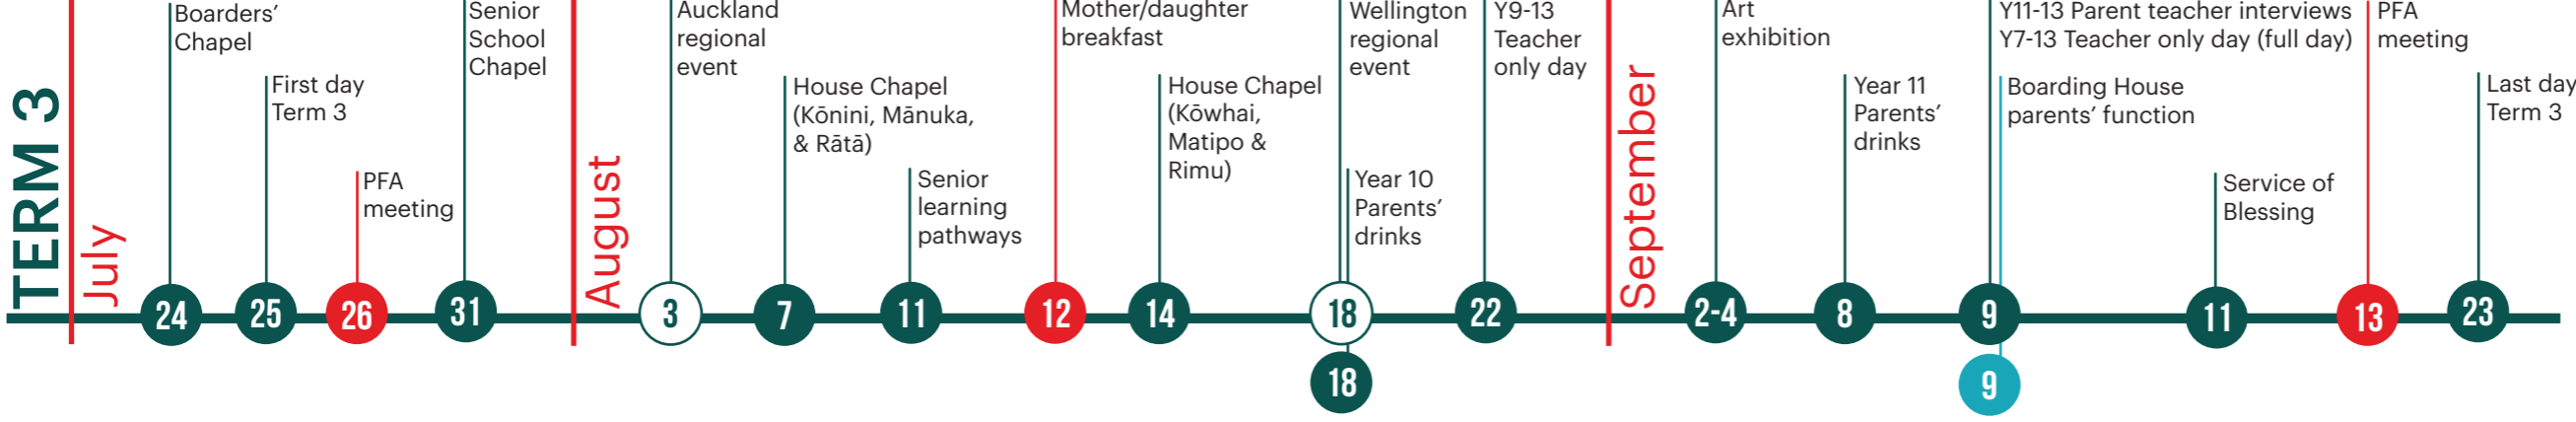 TERM 3
July
Boarders’
Chapel
24
First day
Term 3
25
PFA
meeting
26
Senior
School
Chapel
31
August
Auckland
regional
event
3
House Chapel
(Kōnini, Mānuka,
& Rātā)
7
Senior
learning
pathways
11
Mother/daughter
breakfast
12
House Chapel
(Kōwhai,
Matipo &
Rimu)
14
Wellington
regional
event
18
Year 10
Parents’
drinks
18
Y9-13
Teacher
only day
22
September
Art
exhibition
2-4
Year 11
Parents’
drinks
8
Y11-13 Parent teacher interviews
Y7-13 Teacher only day (full day)
9
Boarding House
parents’ function
9
Service of
Blessing
11
PFA
meeting
13
Last day
Term 3
23